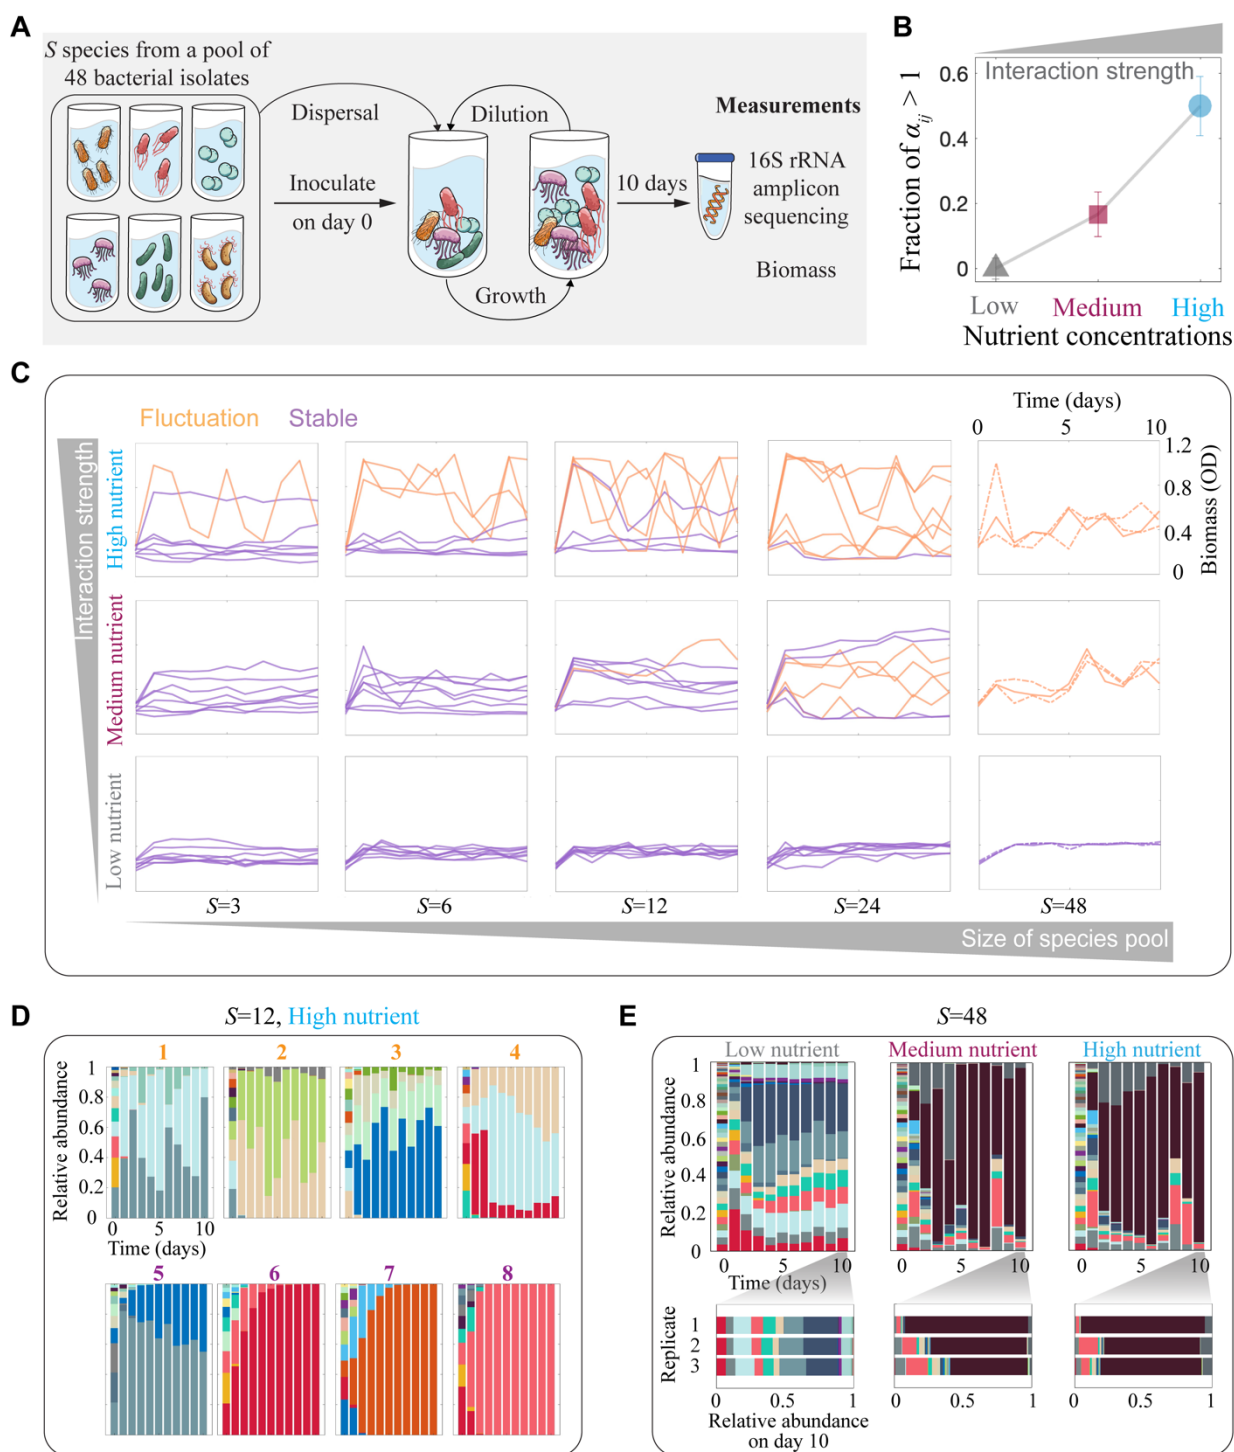 A
S species from a pool of
48 bacterial isolates
Dispersal
Dilution
Inoculate
on day 0
Growth
10 days
Measurements
16S rRNA
amplicon
sequencing
Biomass
B
Interaction strength
Fraction of αij > 1
0.6
0.4
0.2
0
Low
Medium
High
Nutrient concentrations
C
Fluctuation
Stable
Time (days)
0 5 10
Interaction strength
High nutrient
1.2
0.8
0.4
0
Biomass (OD)
Medium nutrient
Low nutrient
S=3
S=6
S=12
S=24
S=48
Size of species pool
D
S=12, High nutrient
1 2 3 4
Relative abundance
1
0.8
0.6
0.4
0.2
0
0 5 10
Time (days)
5 6 7 8
E
S=48
Low nutrient
Medium nutrient
High nutrient
Relative abundance
1
0.8
0.6
0.4
0.2
0
0 5 10
0 5 10
0 5 10
Time (days)
Replicate
1
2
3
0 0.5 1
0 0.5 1
0 0.5 1
Relative abundance
on day 10